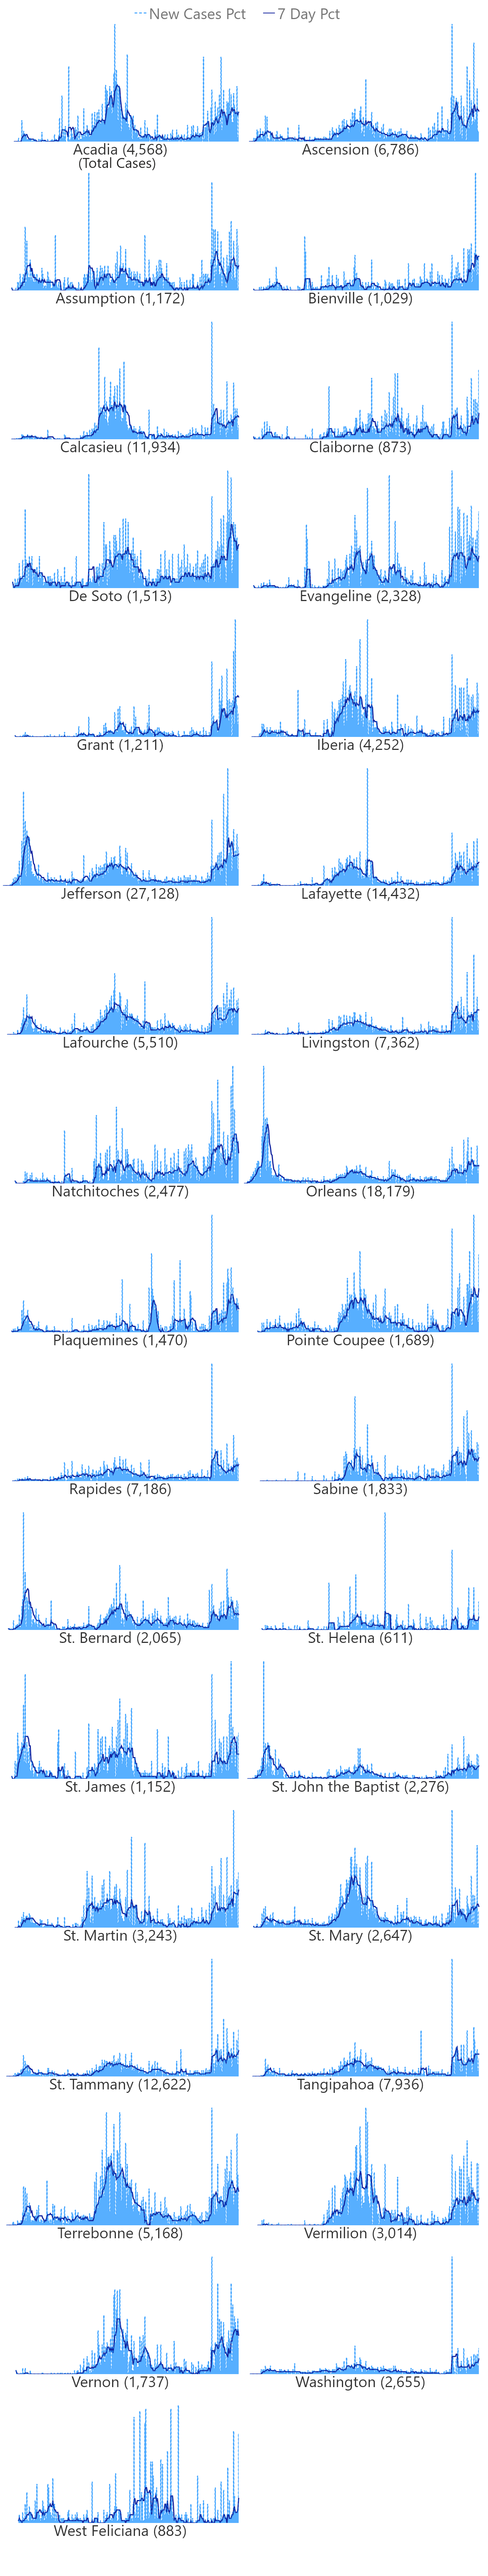 New Cases Pct 7 Day Pct
Acadia (4,568) Ascension (6,786)
(Total Cases)
Assumption (1,172) Bienville (1,029)
Calcasieu (11,934) Claiborne (873)
De Soto (1,513) Evangeline (2,328)
Grant (1,211) Iberia (4,252)
Jefferson (27,128) Lafayette (14,432)
Lafourche (5,510) Livingston (7,362)
Natchitoches (2,477) Orleans (18,179)
Plaquemines (1,470) Pointe Coupee (1,689)
Rapides (7,186) Sabine (1,833)
St. Bernard (2,065) St. Helena (611)
St. James (1,152) St. John the Baptist (2,276)
St. Martin (3,243) St. Mary (2,647)
St. Tammany (12,622) Tangipahoa (7,936)
Terrebonne (5,168) Vermilion (3,014)
Vernon (1,737) Washington (2,655)
West Feliciana (883)